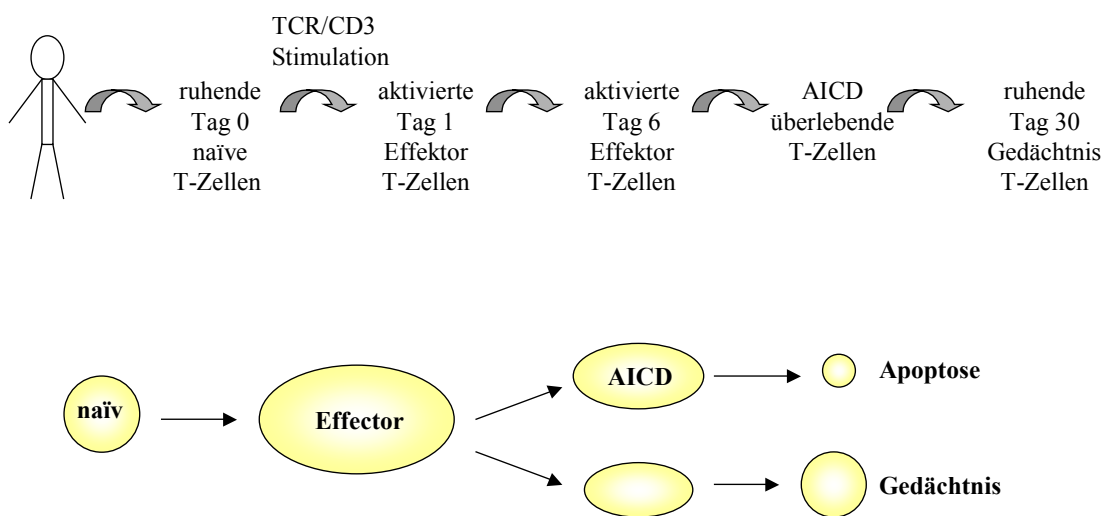 TCR/CD3
Stimulation
ruhende
Tag 0
naïve
T-Zellen
aktivierte
Tag 1
Effektor
T-Zellen
aktivierte
Tag 6
Effektor
T-Zellen
AICD
überlebende
T-Zellen
ruhende
Tag 30
Gedächtnis
T-Zellen
naïv
Effector
AICD
Apoptose
Gedächtnis